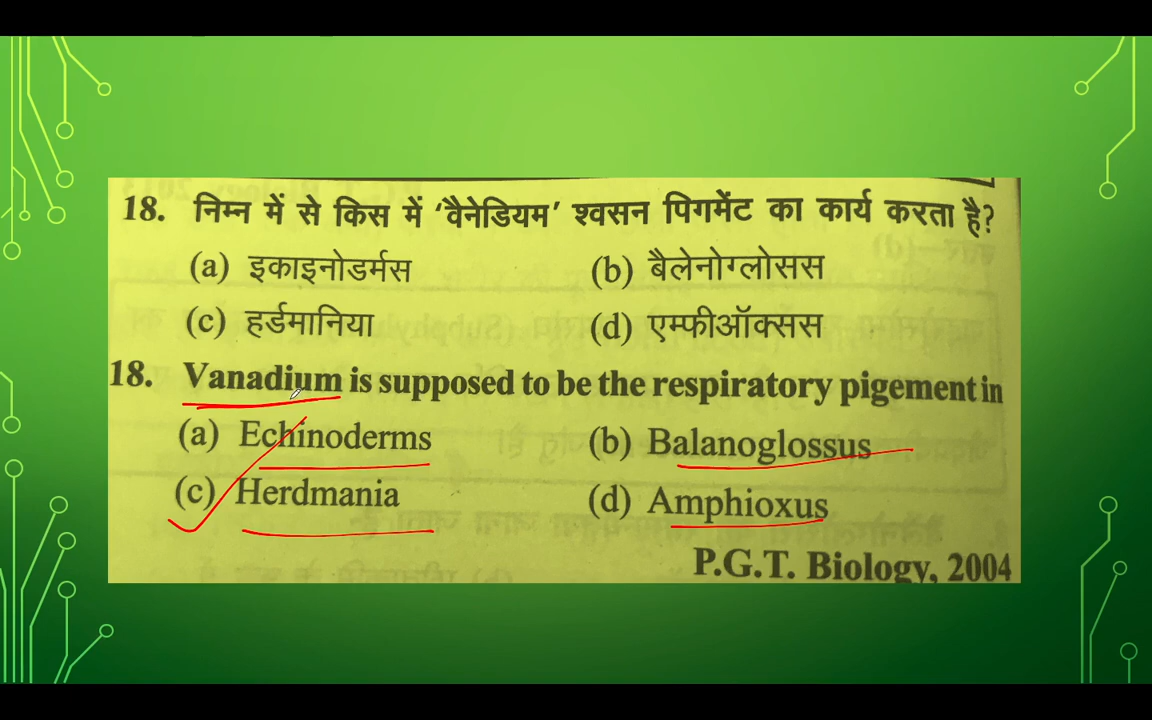 18. निम्न में से किस में 'वैनेडियम' श्वसन पिगमेंट का कार्य करता है?
(a) इकाइनोडर्मस (b) बैलेनोग्लोसस
(c) हर्डमानिया (d) एम्फीऑक्सस
18. Vanadium is supposed to be the respiratory pigement in
(a) Echinoderms (b) Balanoglossus
(c) Herdmania (d) Amphioxus
P.G.T. Biology, 2004